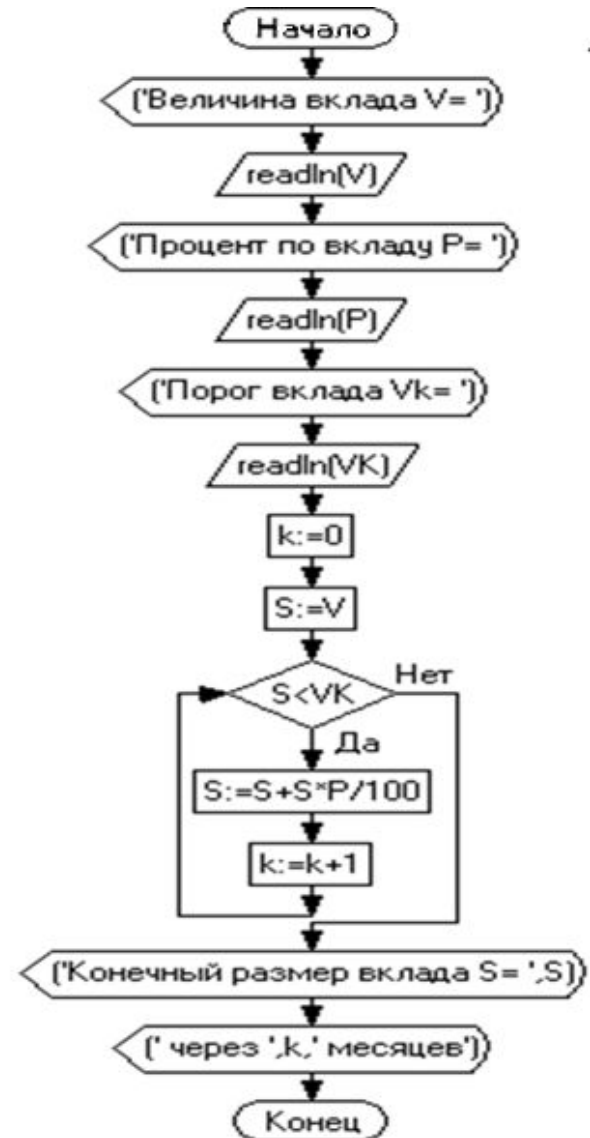 Начало
('Величина вклада V= ')
readln(V)
('Процент по вкладу P= ')
readln(P)
('Порог вклада Vk= ')
readln(VK)
k:=0
S:=V
S<VK
Нет
Да
S:=S+S*P/100
k:=k+1
('Конечный размер вклада S= ',S)
(' через ',k,' месяцев')
Конец